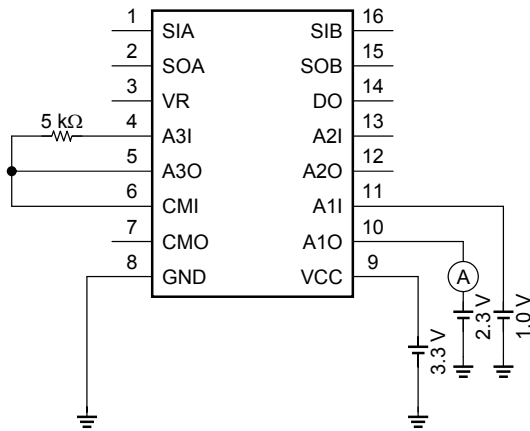 1 SIA SIB 16
2 SOA SOB 15
3 VR DO 14
5 kΩ 4 A3I A2I 13
5 A3O A2O 12
6 CMI A1I 11
7 CMO A1O 10
8 GND VCC 9
A
3.3 V
2.3 V
1.0 V